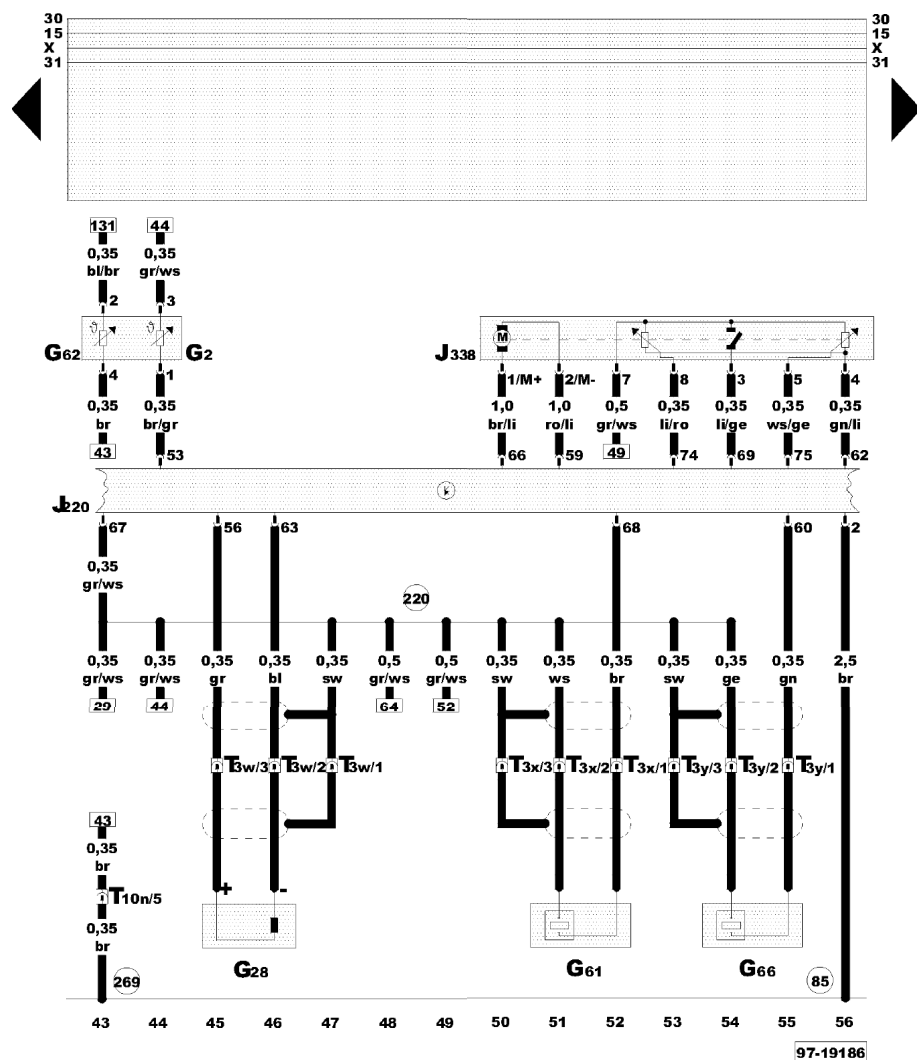 30 30
15 15
X X
31 31
131 44
0,35 0,35
bl/br gr/ws
2 3
G62 G2 J338 M
4 1 1/M+ 2/M- 7 8 3 5 4
0,35 0,35 1,0 1,0 0,5 0,35 0,35 0,35 0,35
br br/gr br/li ro/li gr/ws li/ro li/ge ws/ge gn/li
43 53 66 59 49 74 69 75 62
J220
67 56 63 68 60 2
0,35
gr/ws
220
0,35 0,35 0,35 0,35 0,35 0,5 0,5 0,35 0,35 0,35 0,35 0,35 0,35 2,5
gr/ws gr/ws gr bl sw gr/ws gr/ws sw ws br sw ge gn br
29 44 64 52
T3w/3 T3w/2 T3w/1 T3x/3 T3x/2 T3x/1 T3y/3 T3y/2 T3y/1
43
0,35
br
T10n/5
+ -
0,35
br
G28 G61 G66
269 85
43 44 45 46 47 48 49 50 51 52 53 54 55 56
97-19186